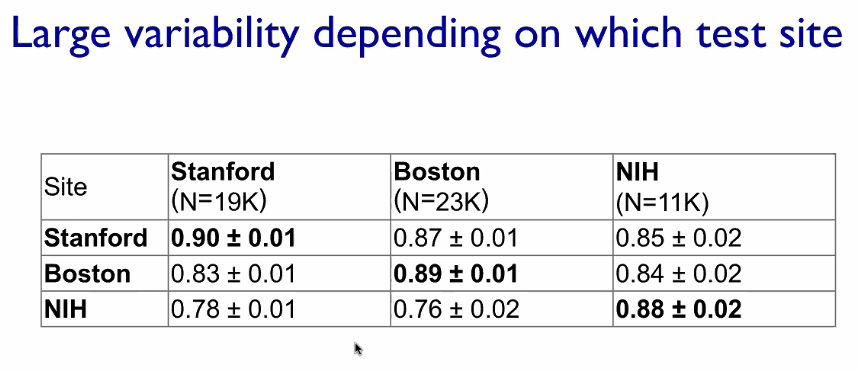 Large variability depending on which test site
Site Stanford (N=19K) Boston (N=23K) NIH (N=11K)
Stanford 0.90 ± 0.01 0.87 ± 0.01 0.85 ± 0.02
Boston 0.83 ± 0.01 0.89 ± 0.01 0.84 ± 0.02
NIH 0.78 ± 0.01 0.76 ± 0.02 0.88 ± 0.02